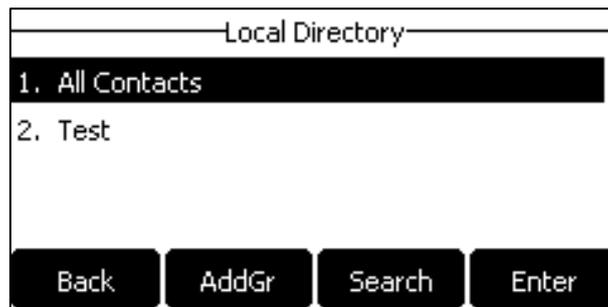 Local Directory
1. All Contacts
2. Test
Back AddGr Search Enter